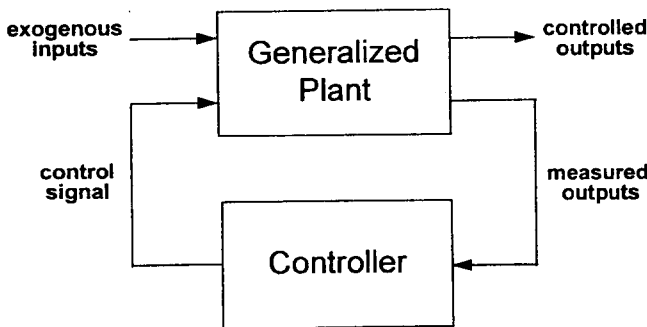 exogenous
inputs
Generalized
Plant
controlled
outputs
control
signal
measured
outputs
Controller